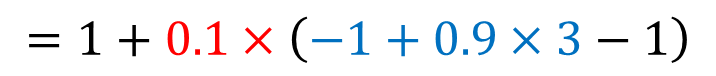 = 1 + 0.1 × (−1 + 0.9 × 3 − 1)